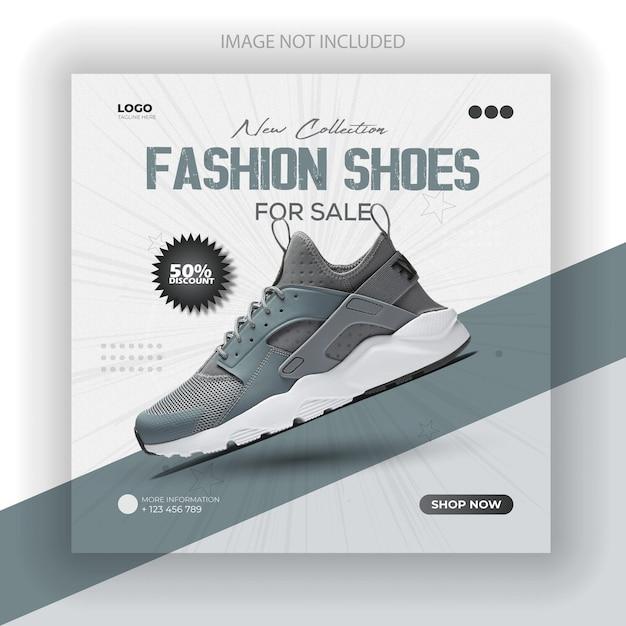 IMAGE NOT INCLUDED
LOGO
TAGLINE HERE
New Collection
FASHION SHOES
FOR SALE
50%
DISCOUNT
MORE INFORMATION
+ 123 456 789
SHOP NOW